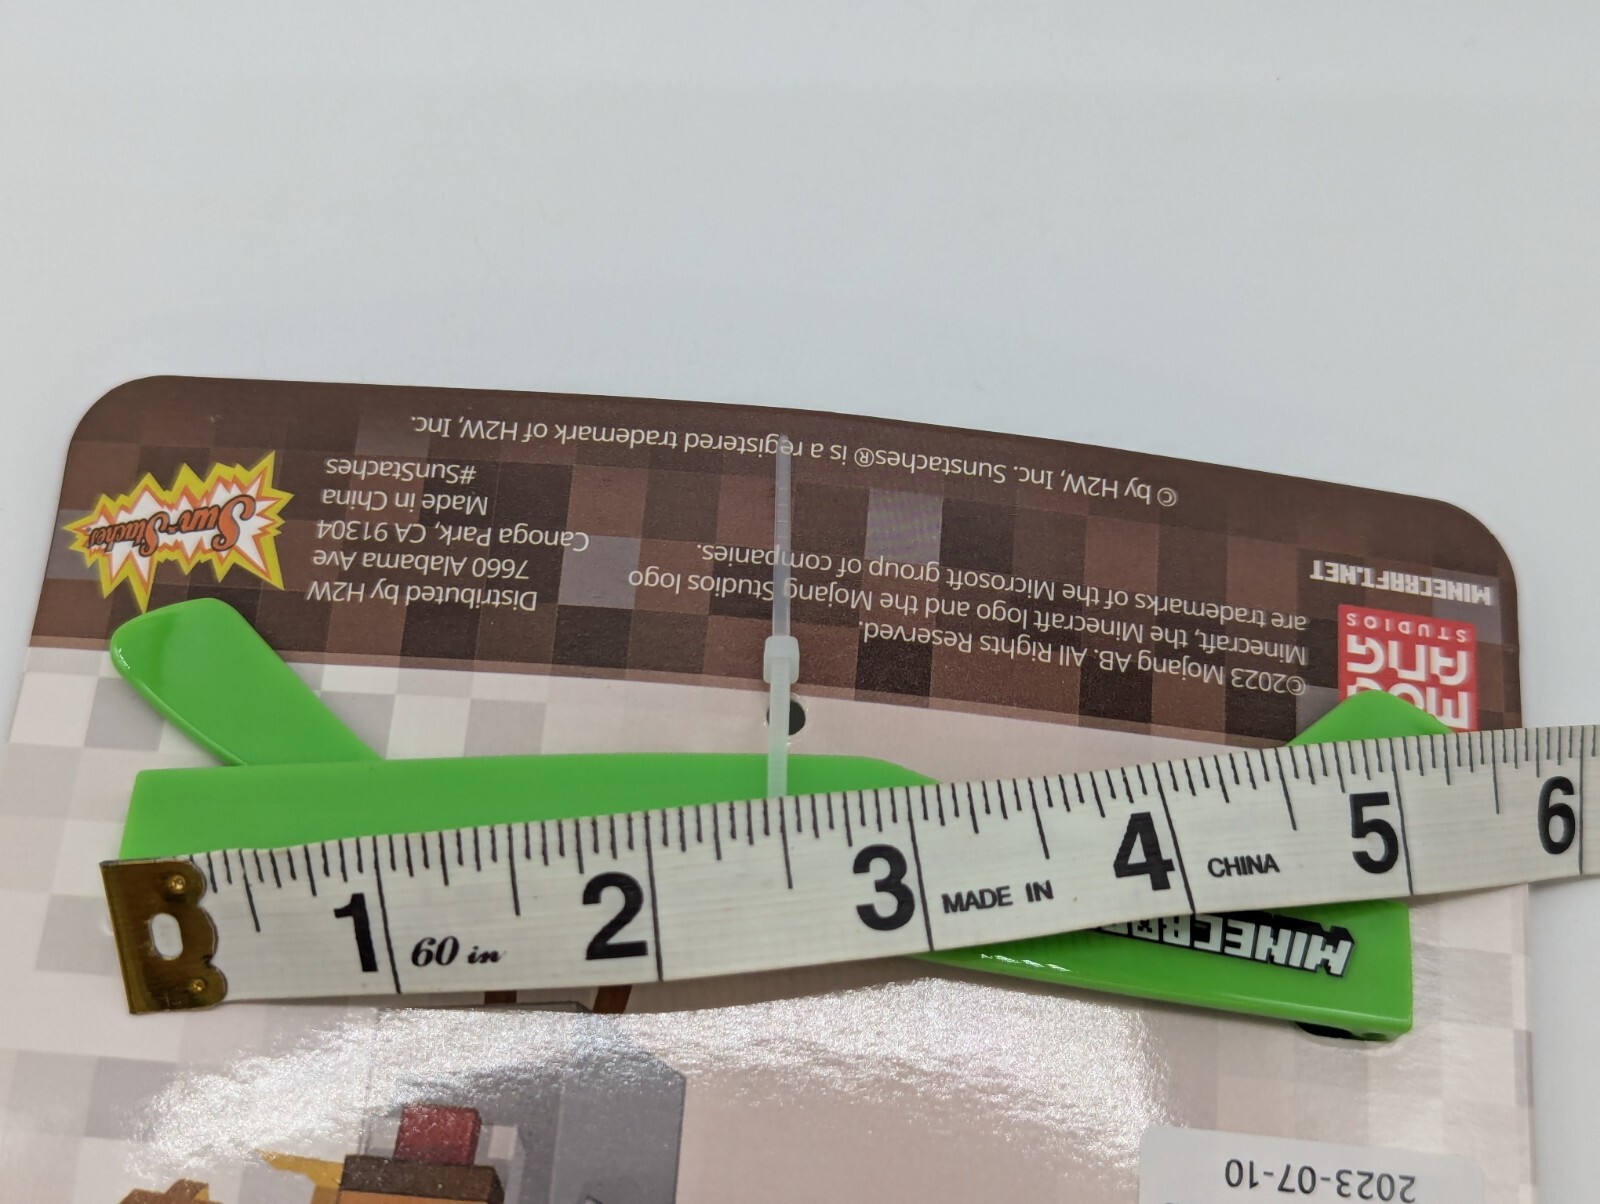 MINECRAFT.NET
MOJANG
STUDIOS
©2023 Mojang AB. All Rights Reserved.
Minecraft, the Minecraft logo and the Mojang Studios logo
are trademarks of the Microsoft group of companies.
© by H2W, Inc. Sunstaches® is a registered trademark of H2W, Inc.
Distributed by H2W
7660 Alabama Ave
Canoga Park, CA 91304
Made in China
#SunStaches
Sun-Staches
1 2 3 4 5 6
60 in MADE IN CHINA
2023-07-10